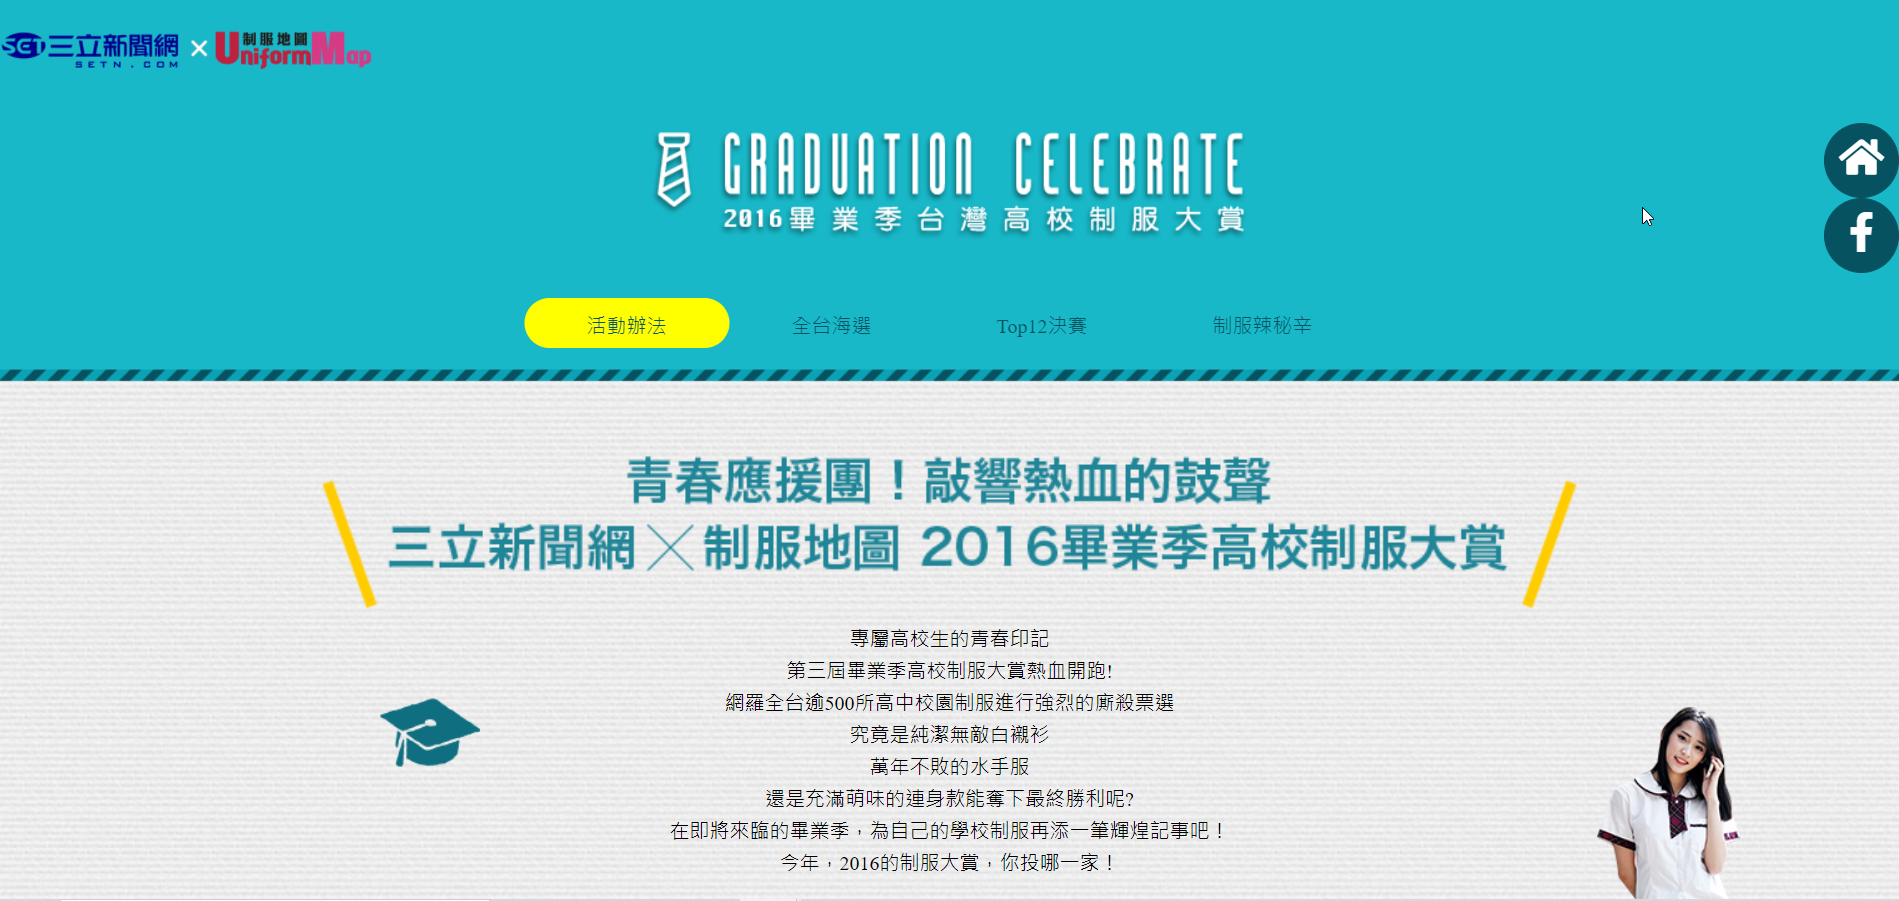 SET 三立新聞網 SETN.COM × 制服地圖 UniformMap
GRADUATION CELEBRATE
2016畢業季台灣高校制服大賞
活動辦法 全台海選 Top12決賽 制服辣秘辛
青春應援團！敲響熱血的鼓聲
三立新聞網╳制服地圖 2016畢業季高校制服大賞
專屬高校生的青春印記
第三屆畢業季高校制服大賞熱血開跑!
網羅全台逾500所高中校園制服進行強烈的廝殺票選
究竟是純潔無敵白襯衫
萬年不敗的水手服
還是充滿萌味的連身款能奪下最終勝利呢?
在即將來臨的畢業季，為自己的學校制服再添一筆輝煌記事吧！
今年，2016的制服大賞，你投哪一家！